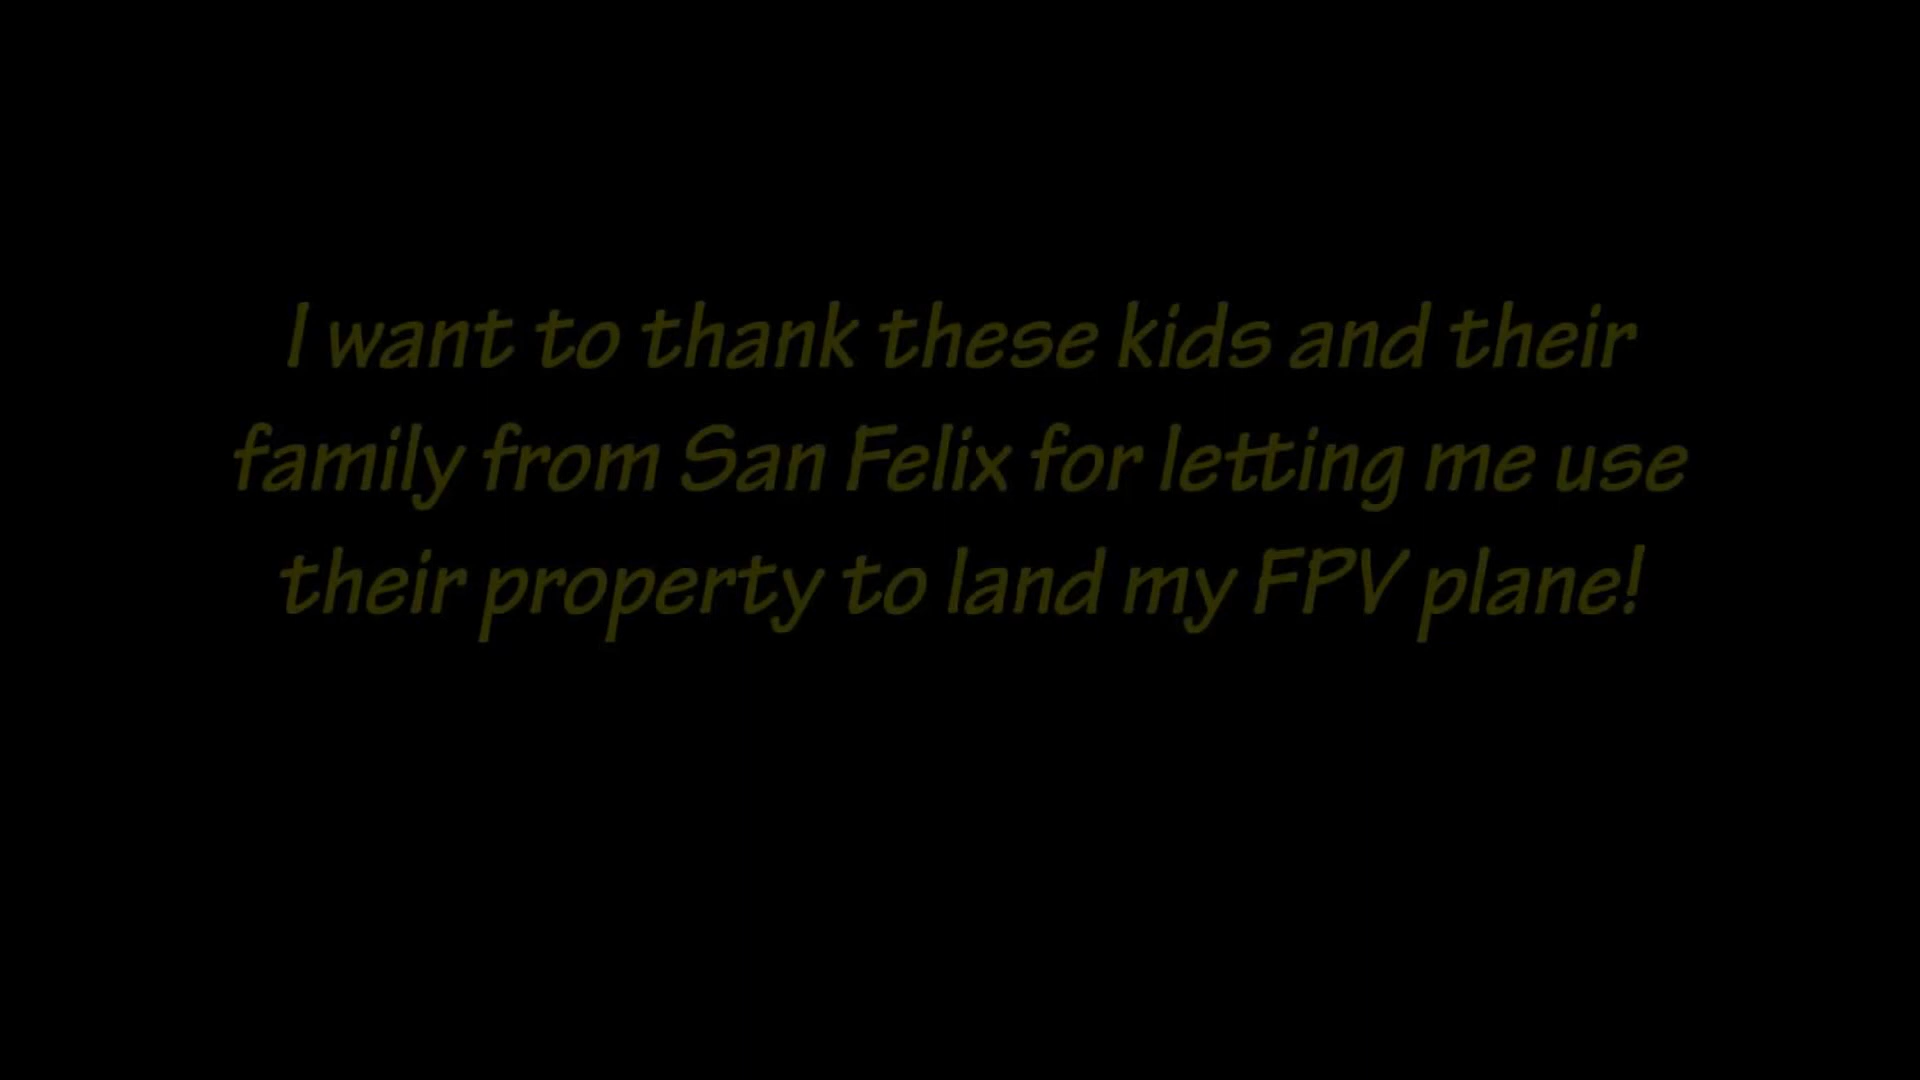 I want to thank these kids and their
family from San Felix for letting me use
their property to land my FPV plane!